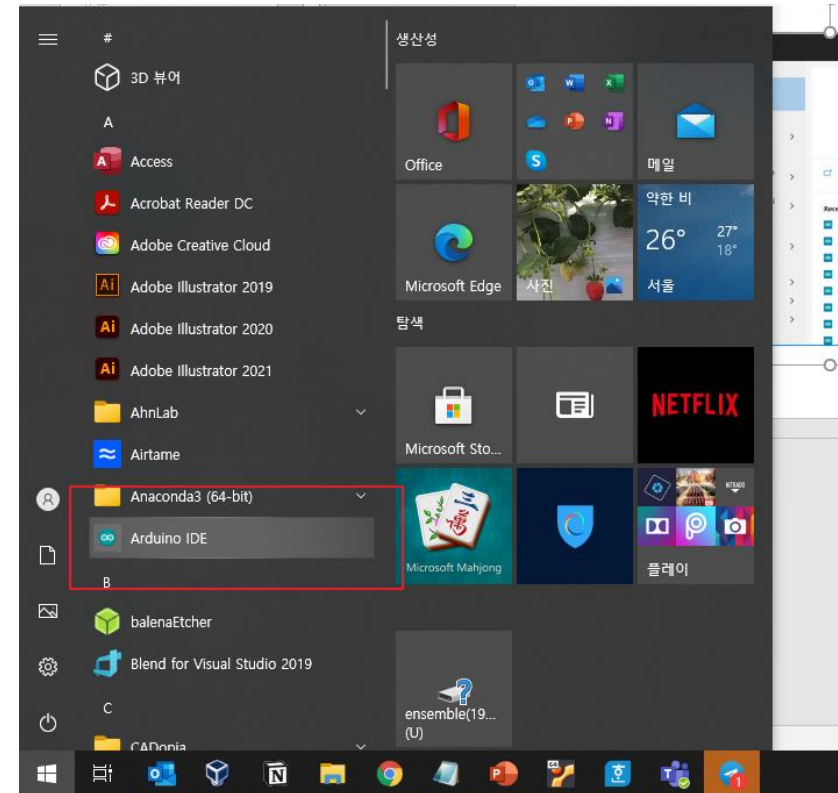 #
3D 뷰어
A
Access
Acrobat Reader DC
Adobe Creative Cloud
Adobe Illustrator 2019
Adobe Illustrator 2020
Adobe Illustrator 2021
AhnLab
Airtame
Anaconda3 (64-bit)
Arduino IDE
B
balenaEtcher
Blend for Visual Studio 2019
C
CADopia
생산성
Office
메일
Microsoft Edge
사진
약한 비
26°
27°
18°
서울
탐색
Microsoft Sto...
NETFLIX
Microsoft Mahjong
NITRADO
플레이
ensemble(19...
(U)
Rece